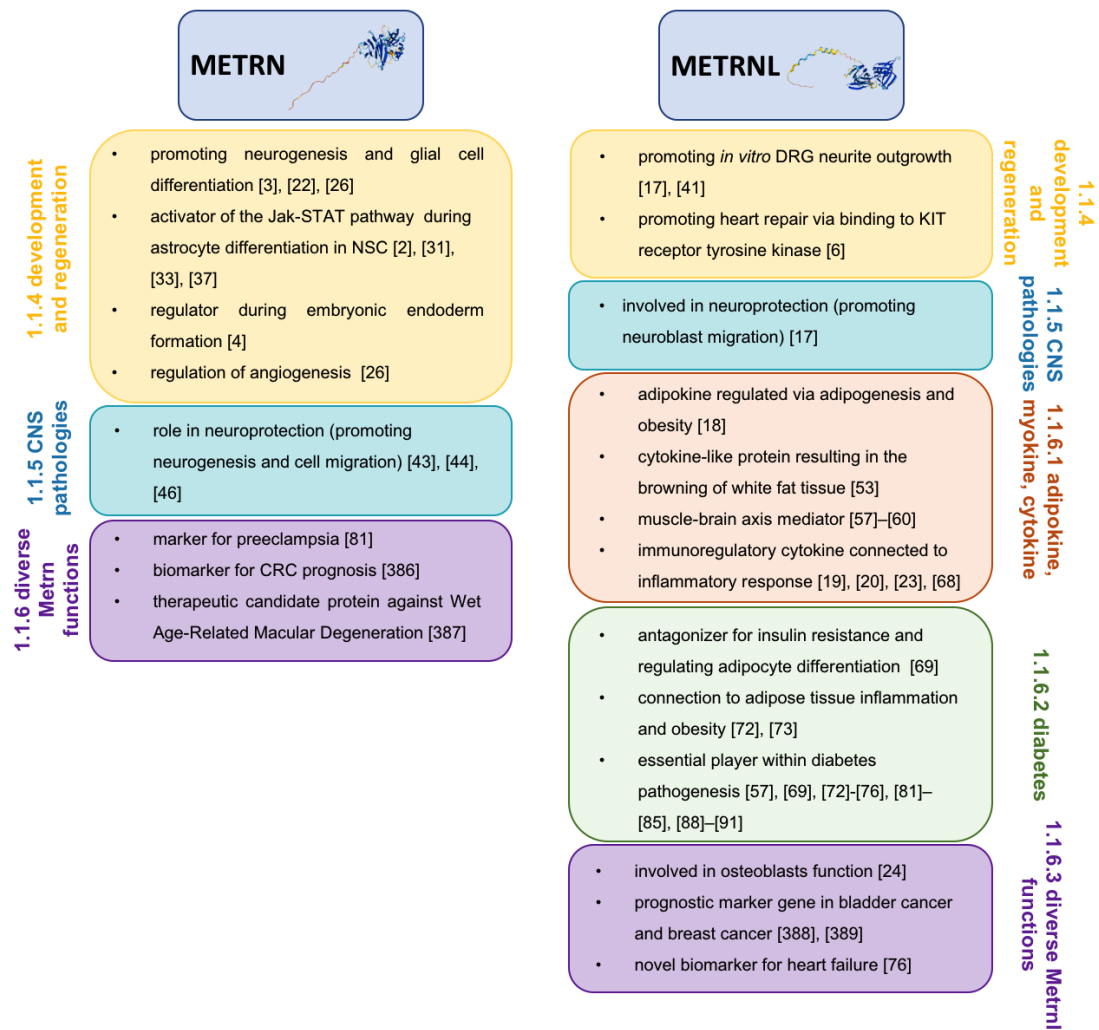 METRN
1.1.4 development
and regeneration
• promoting neurogenesis and glial cell
differentiation [3], [22], [26]
• activator of the Jak-STAT pathway during
astrocyte differentiation in NSC [2], [31],
[33], [37]
• regulator during embryonic endoderm
formation [4]
• regulation of angiogenesis [26]
1.1.5 CNS
pathologies
• role in neuroprotection (promoting
neurogenesis and cell migration) [43], [44],
[46]
1.1.6 diverse
Metrn
functions
• marker for preeclampsia [81]
• biomarker for CRC prognosis [386]
• therapeutic candidate protein against Wet
Age-Related Macular Degeneration [387]
METRNL
1.1.4
development
and
regeneration
• promoting in vitro DRG neurite outgrowth
[17], [41]
• promoting heart repair via binding to KIT
receptor tyrosine kinase [6]
1.1.5 CNS
pathologies
• involved in neuroprotection (promoting
neuroblast migration) [17]
1.1.6.1 adipokine,
myokine, cytokine
• adipokine regulated via adipogenesis and
obesity [18]
• cytokine-like protein resulting in the
browning of white fat tissue [53]
• muscle-brain axis mediator [57]–[60]
• immunoregulatory cytokine connected to
inflammatory response [19], [20], [23], [68]
1.1.6.2 diabetes
• antagonizer for insulin resistance and
regulating adipocyte differentiation [69]
• connection to adipose tissue inflammation
and obesity [72], [73]
• essential player within diabetes
pathogenesis [57], [69], [72]-[76], [81]–
[85], [88]–[91]
1.1.6.3 diverse Metrnl
functions
• involved in osteoblasts function [24]
• prognostic marker gene in bladder cancer
and breast cancer [388], [389]
• novel biomarker for heart failure [76]